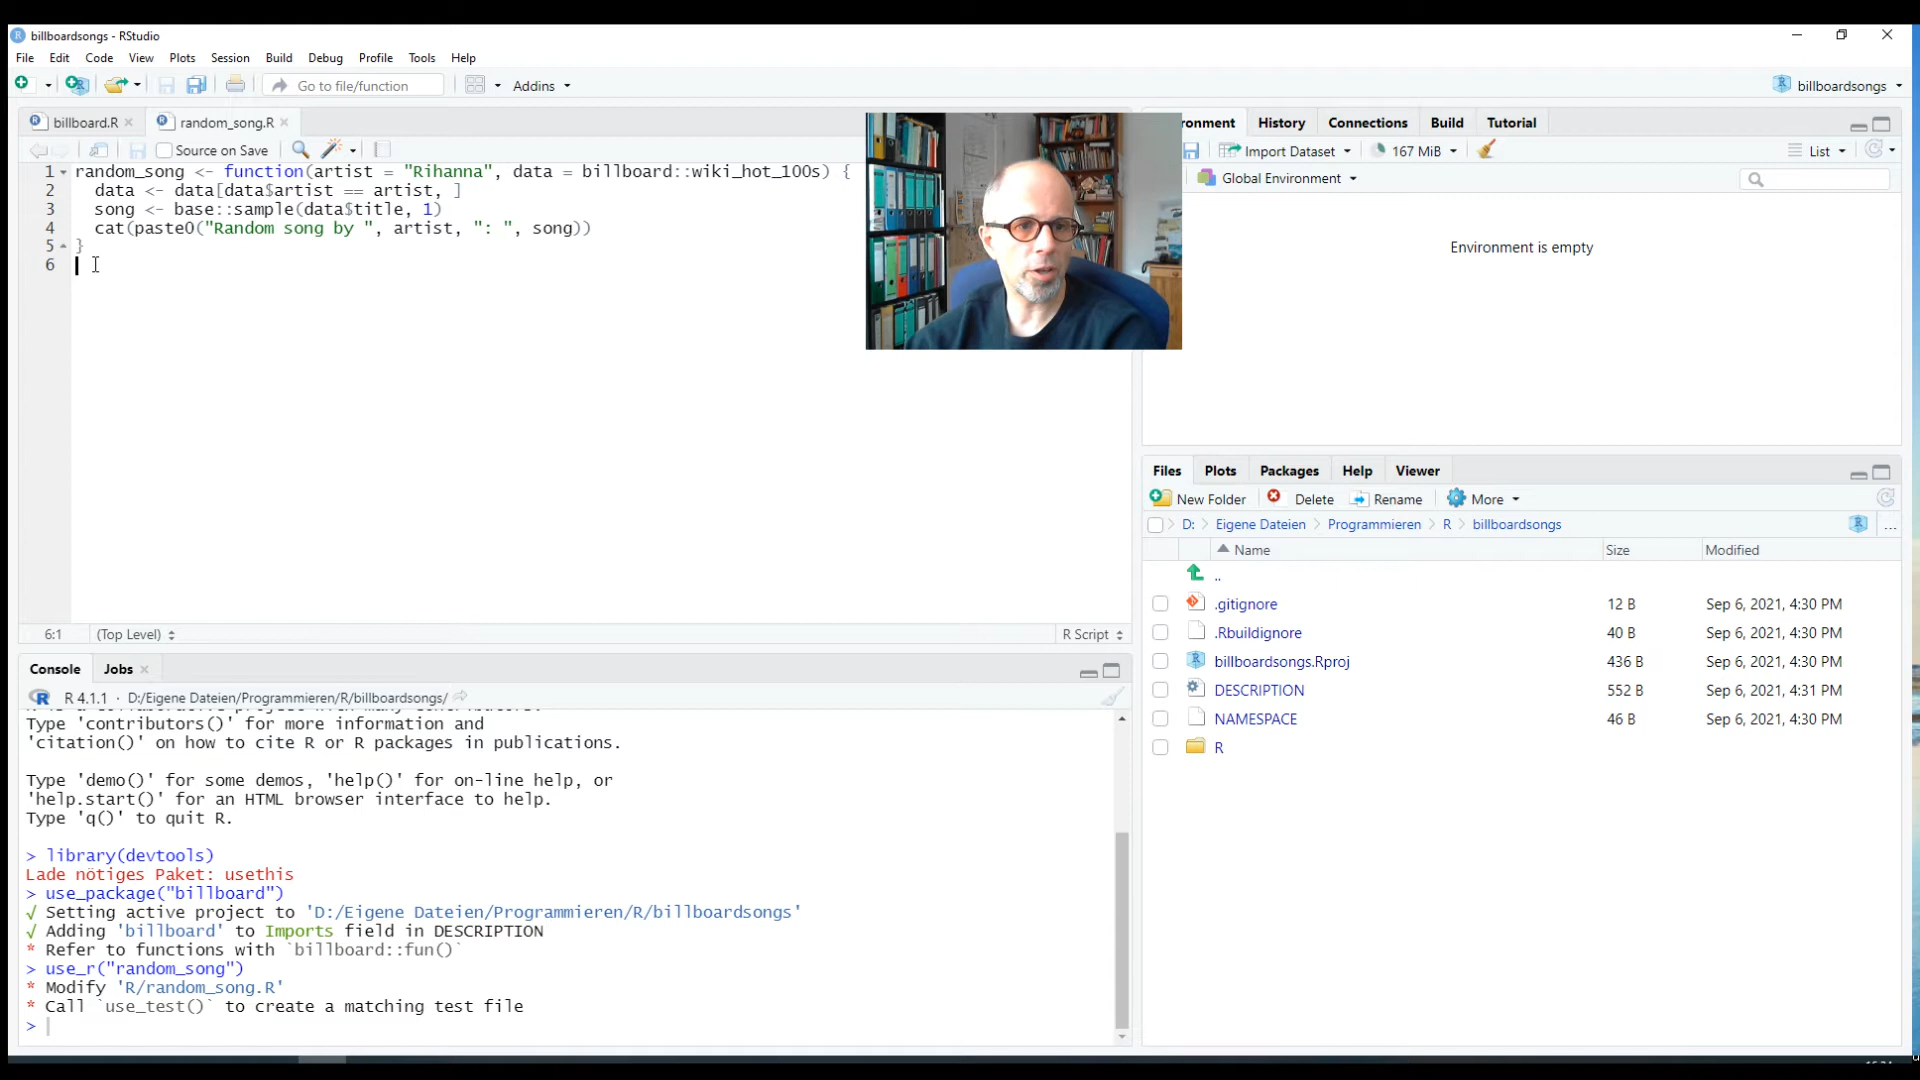 billboardsongs - RStudio
File Edit Code View Plots Session Build Debug Profile Tools Help
Go to file/function Addins billboardsongs
billboard.R random_song.R
Source on Save
1 random_song <- function(artist = "Rihanna", data = billboard::wiki_hot_100s) {
2 data <- data[data$artist == artist, ]
3 song <- base::sample(data$title, 1)
4 cat(paste0("Random song by ", artist, ": ", song))
5 }
6
6:1 (Top Level) R Script
ronment History Connections Build Tutorial
Import Dataset 167 MiB List
Global Environment
Environment is empty
Files Plots Packages Help Viewer
New Folder Delete Rename More
D: Eigene Dateien Programmieren R billboardsongs ...
Name Size Modified
..
.gitignore 12 B Sep 6, 2021, 4:30 PM
.Rbuildignore 40 B Sep 6, 2021, 4:30 PM
billboardsongs.Rproj 436 B Sep 6, 2021, 4:30 PM
DESCRIPTION 552 B Sep 6, 2021, 4:31 PM
NAMESPACE 46 B Sep 6, 2021, 4:30 PM
R
Console Jobs
R 4.1.1 · D:/Eigene Dateien/Programmieren/R/billboardsongs/
Type 'contributors()' for more information and
'citation()' on how to cite R or R packages in publications.
Type 'demo()' for some demos, 'help()' for on-line help, or
'help.start()' for an HTML browser interface to help.
Type 'q()' to quit R.
> library(devtools)
Lade nötiges Paket: usethis
> use_package("billboard")
√ Setting active project to 'D:/Eigene Dateien/Programmieren/R/billboardsongs'
√ Adding 'billboard' to Imports field in DESCRIPTION
* Refer to functions with `billboard::fun()`
> use_r("random_song")
* Modify 'R/random_song.R'
* Call `use_test()` to create a matching test file
>